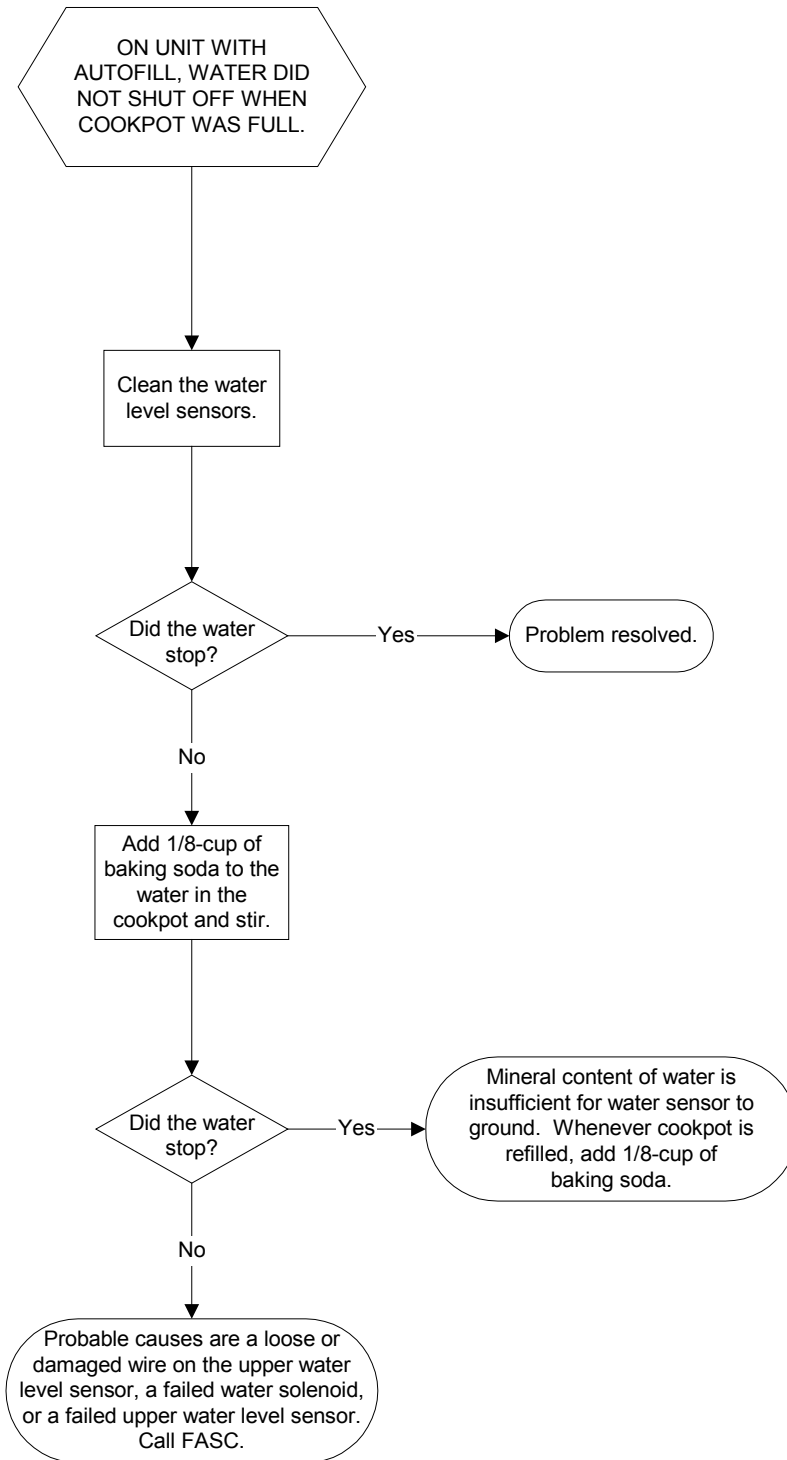 ON UNIT WITH
AUTOFILL, WATER DID
NOT SHUT OFF WHEN
COOKPOT WAS FULL.
Clean the water
level sensors.
Did the water
stop?
Yes
Problem resolved.
No
Add 1/8-cup of
baking soda to the
water in the
cookpot and stir.
Did the water
stop?
Yes
Mineral content of water is
insufficient for water sensor to
ground. Whenever cookpot is
refilled, add 1/8-cup of
baking soda.
No
Probable causes are a loose or
damaged wire on the upper water
level sensor, a failed water solenoid,
or a failed upper water level sensor.
Call FASC.